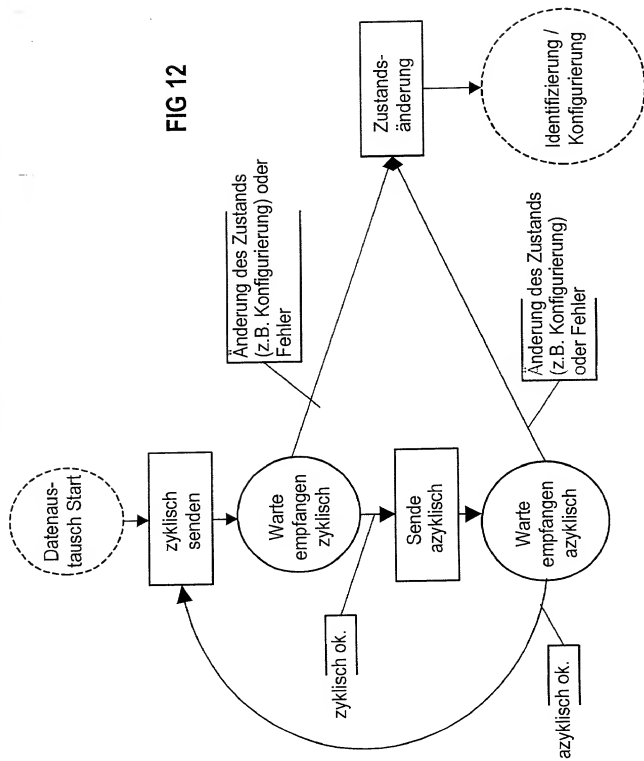 FIG 12
Datenaus-
tausch Start
zyklisch
senden
Warte
empfangen
zyklisch
zyklisch ok.
Sende
azyklisch
Warte
empfangen
azyklisch
azyklisch ok.
Änderung des Zustands
(z.B. Konfigurierung) oder
Fehler
Änderung des Zustands
(z.B. Konfigurierung)
oder Fehler
Zustands-
änderung
Identifizierung /
Konfigurierung